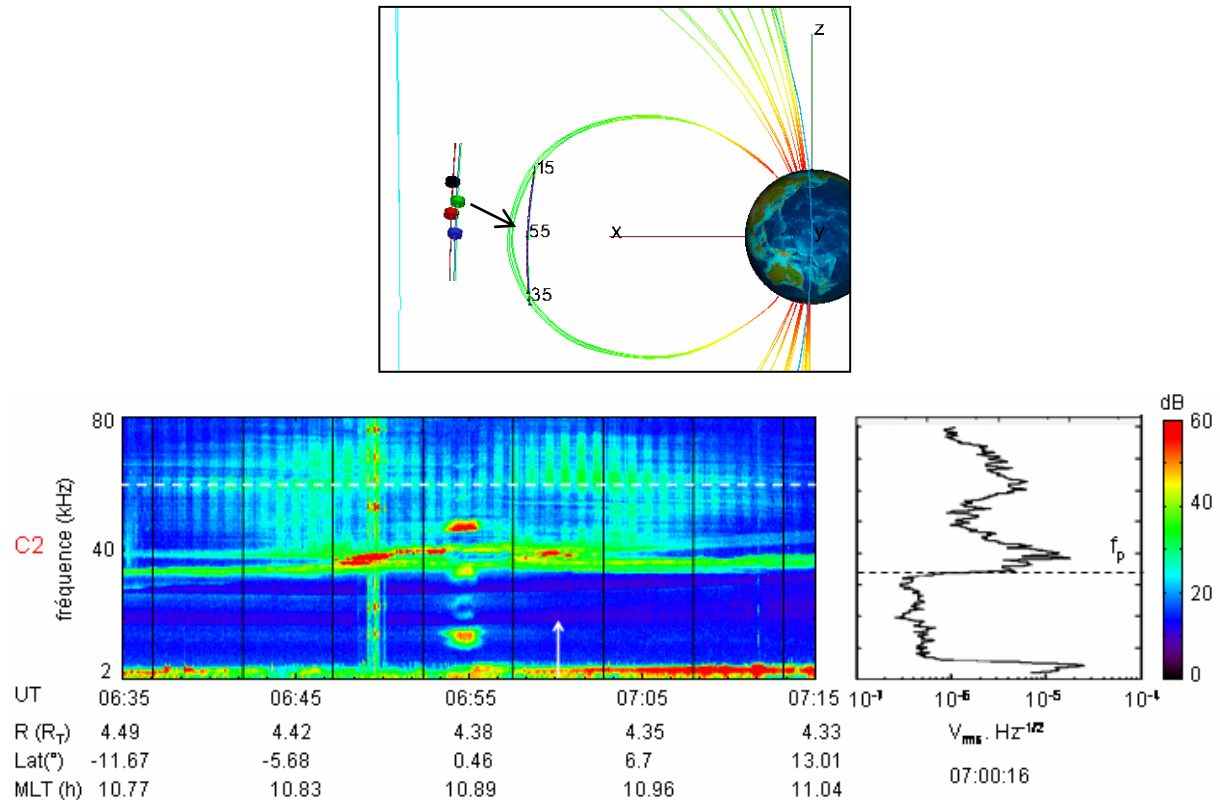 z
15
55
x
y
35
dB
80
60
fréquence (kHz)
40
C2
f_p
40
20
2
0
UT 06:35 06:45 06:55 07:05 07:15
10⁻⁷ 10⁻⁶ 10⁻⁵ 10⁻⁴
R (R_T) 4.49 4.42 4.38 4.35 4.33
V_rms . Hz^-1/2
Lat(°) -11.67 -5.68 0.46 6.7 13.01
07:00:16
MLT (h) 10.77 10.83 10.89 10.96 11.04